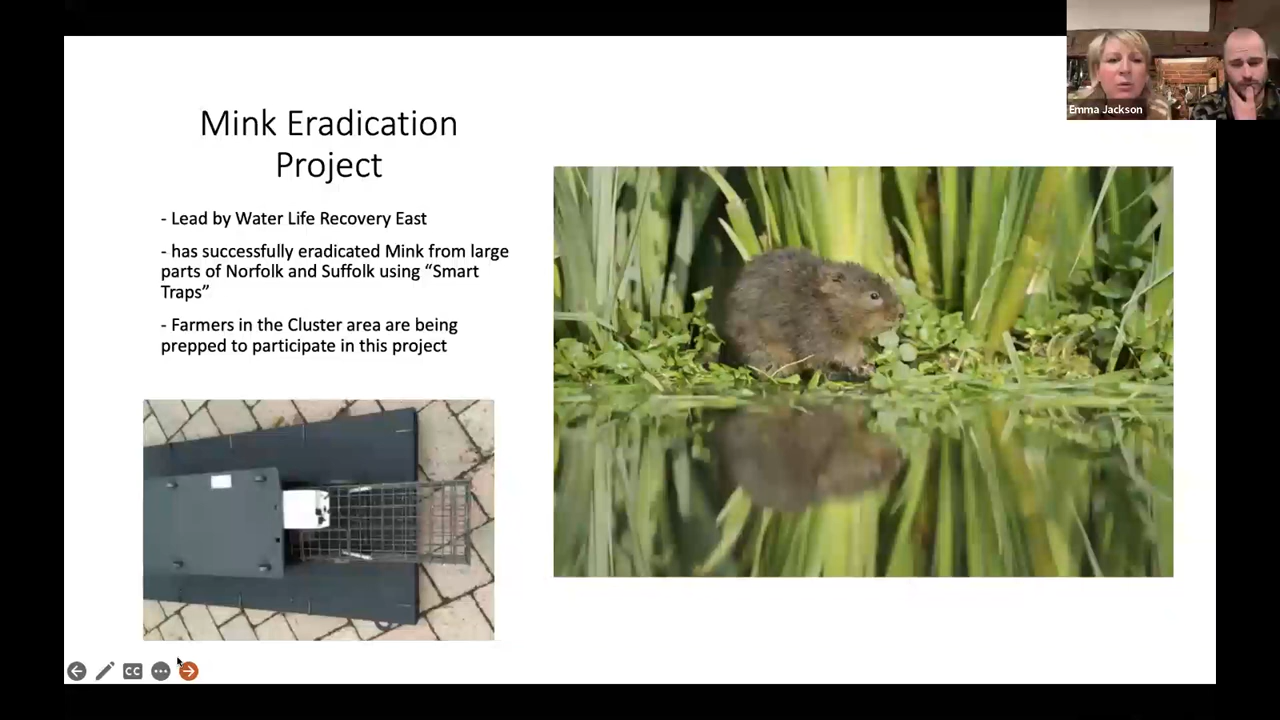 Emma Jackson
Mink Eradication
Project
- Lead by Water Life Recovery East
- has successfully eradicated Mink from large
parts of Norfolk and Suffolk using “Smart
Traps”
- Farmers in the Cluster area are being
prepped to participate in this project
CC